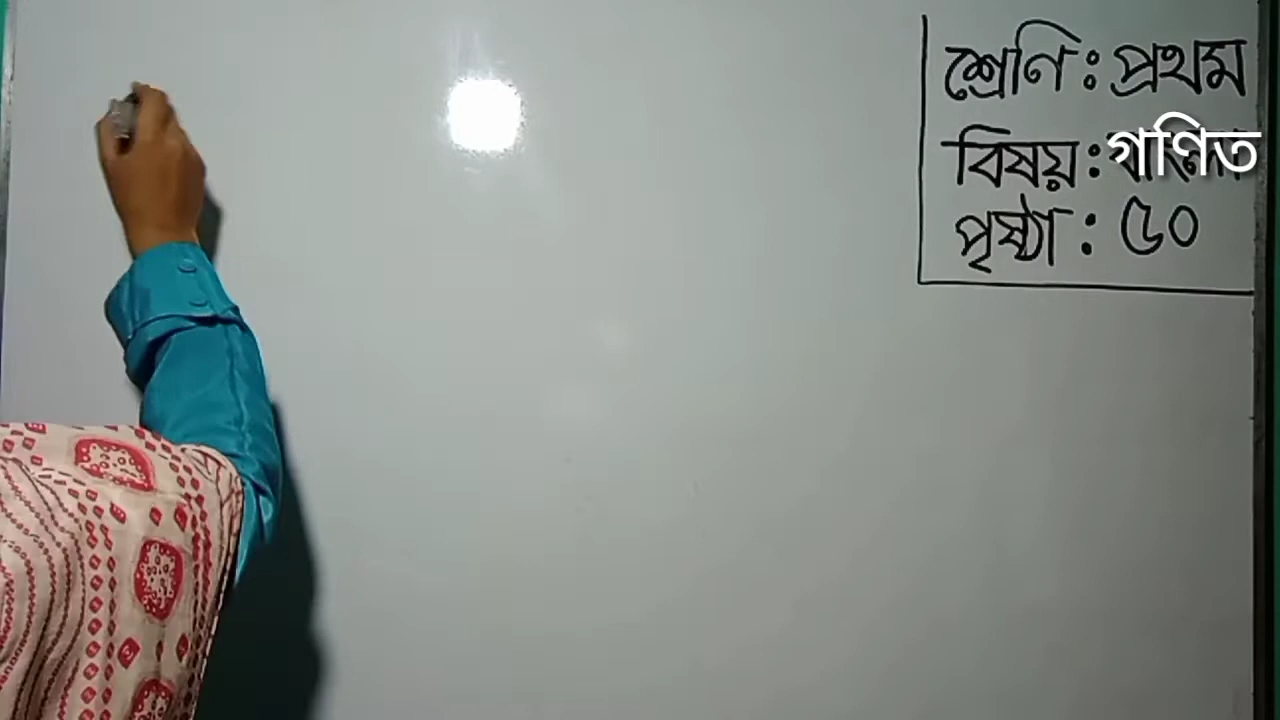 শ্রেণি : প্রথম
বিষয় : গণিত
পৃষ্ঠা : ৫০